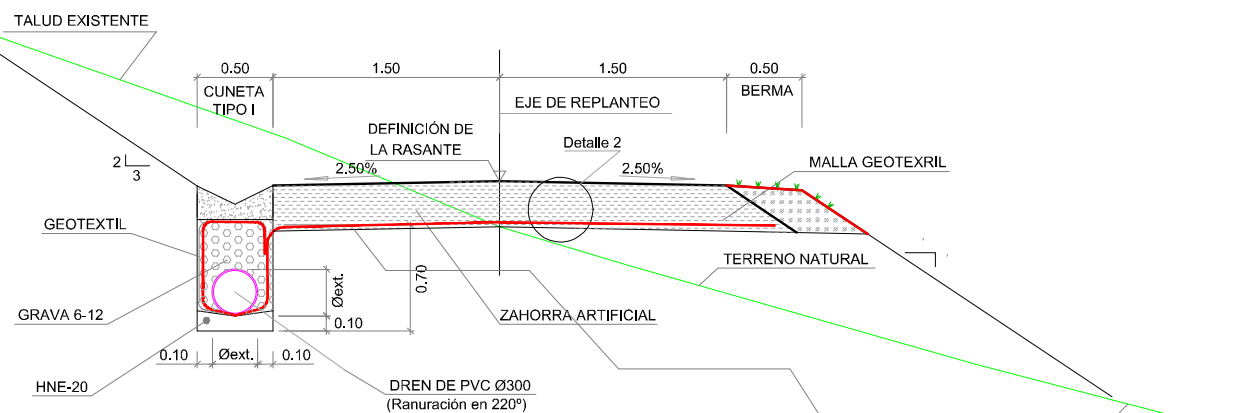 TALUD EXISTENTE
0.50
1.50
1.50
0.50
CUNETA
TIPO I
BERMA
EJE DE REPLANTEO
DEFINICIÓN DE
LA RASANTE
Detalle 2
2
3
2.50%
2.50%
MALLA GEOTEXRIL
GEOTEXTIL
TERRENO NATURAL
Øext.
0.70
GRAVA 6-12
0.10
ZAHORRA ARTIFICIAL
0.10
Øext.
0.10
HNE-20
DREN DE PVC Ø300
(Ranuración en 220º)